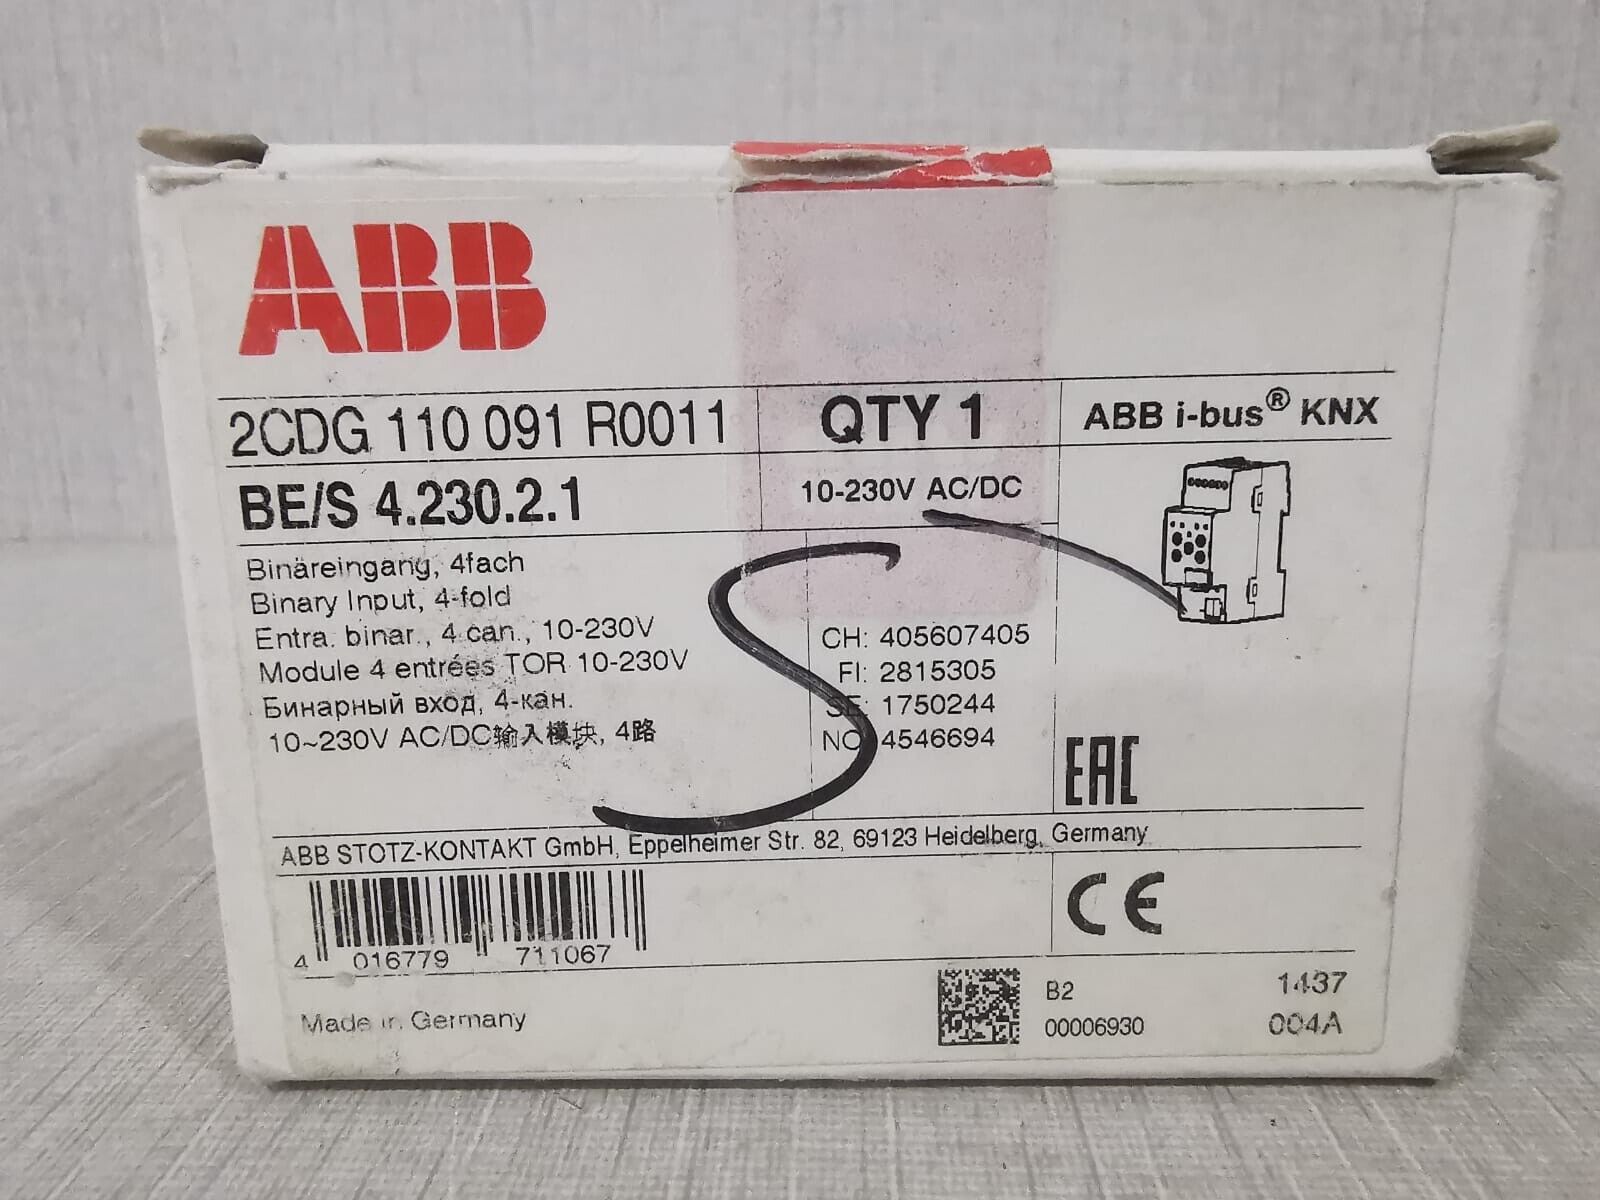 ABB
2CDG 110 091 R0011
QTY 1
ABB i-bus® KNX
BE/S 4.230.2.1
10-230V AC/DC
Binäreingang, 4fach
Binary Input, 4-fold
Entra. binar., 4 can., 10-230V
Module 4 entrées TOR 10-230V
Бинарный вход, 4-кан.
10~230V AC/DC输入模块, 4路
CH: 405607405
FI: 2815305
SE: 1750244
NO: 4546694
EAC
ABB STOTZ-KONTAKT GmbH, Eppelheimer Str. 82, 69123 Heidelberg, Germany
CE
4 016779 711067
Made in Germany
B2
00006930
1437
004A